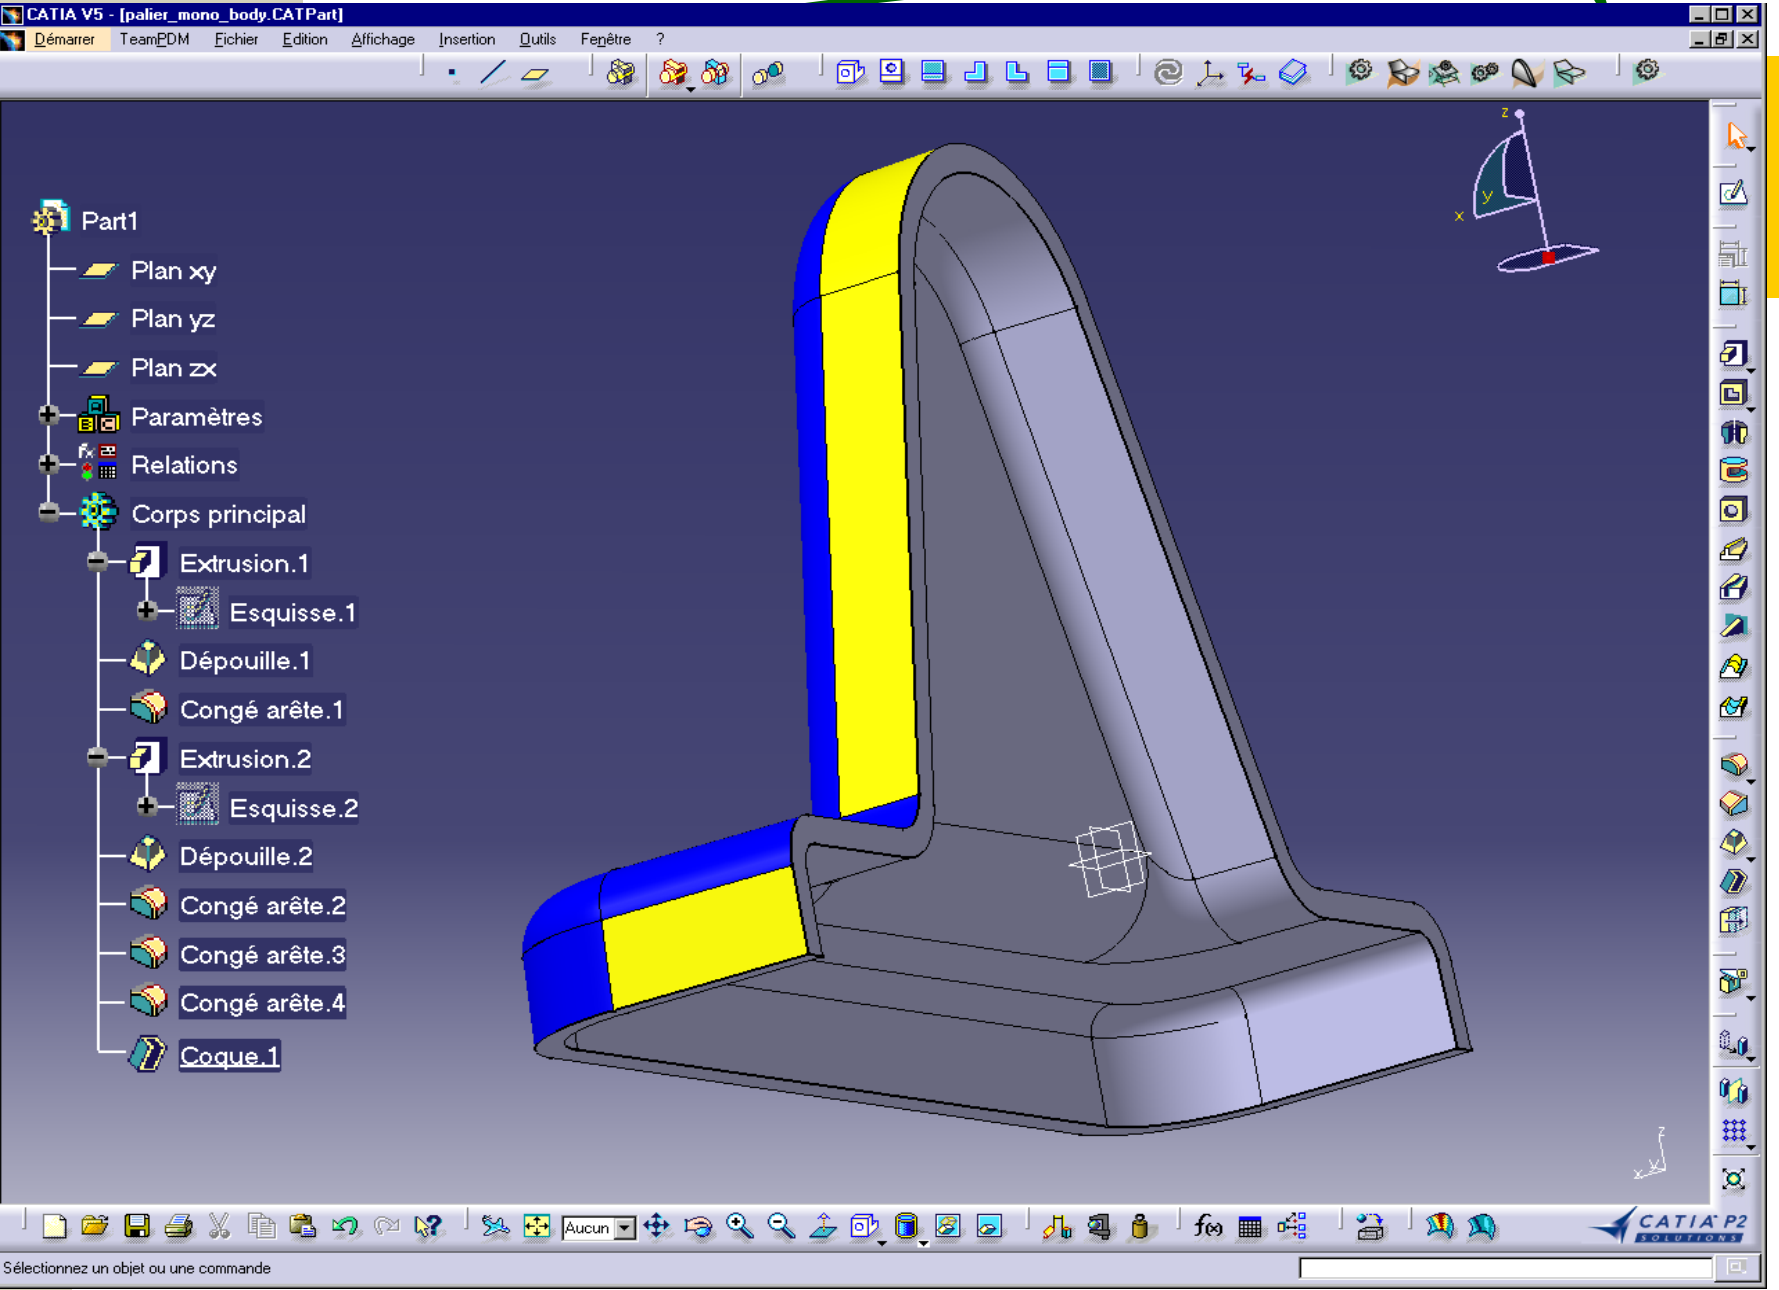 CATIA V5 - [palier_mono_body.CATPart]
Démarrer TeamPDM Fichier Edition Affichage Insertion Outils Fenêtre ?
z
y
x
Part1
Plan xy
Plan yz
Plan zx
Paramètres
Relations
Corps principal
Extrusion.1
Esquisse.1
Dépouille.1
Congé arête.1
Extrusion.2
Esquisse.2
Dépouille.2
Congé arête.2
Congé arête.3
Congé arête.4
Coque.1
z
x y
Aucun
f(x)
CATIA P2
SOLUTIONS
Sélectionnez un objet ou une commande